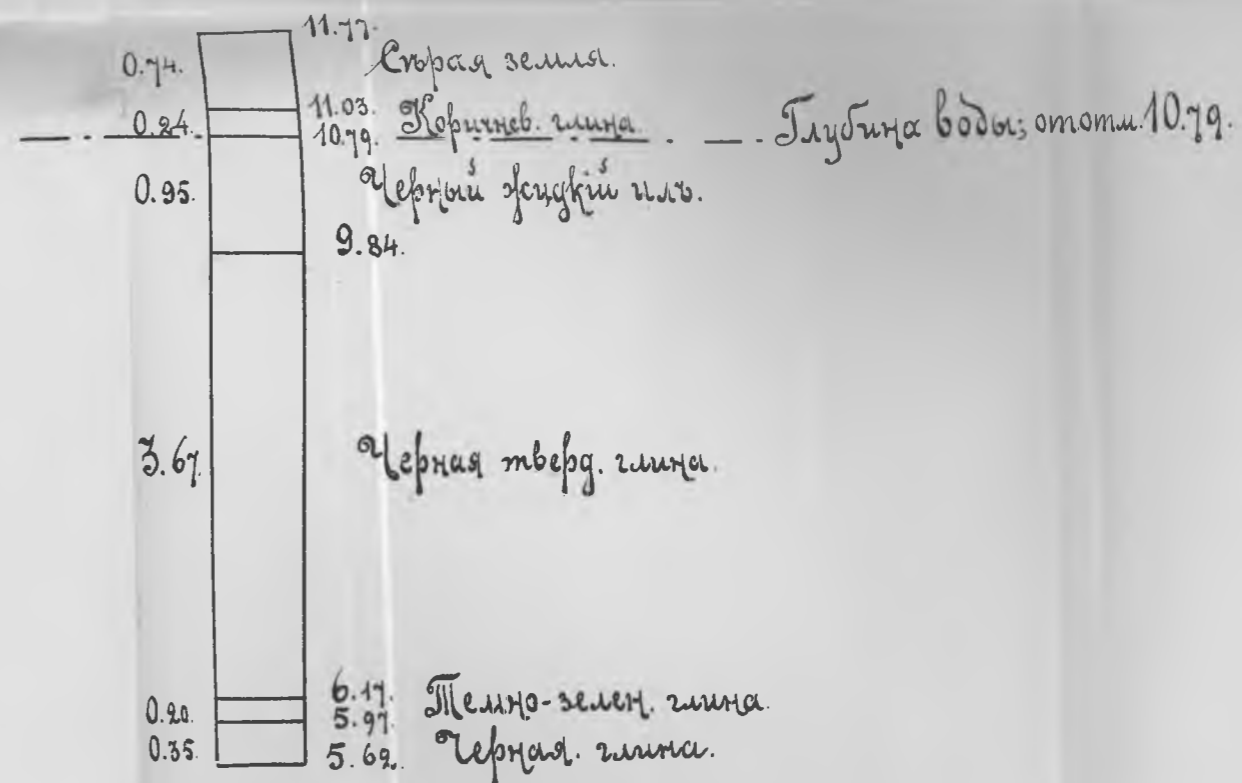 11.77.
0.74. Сѣрая земля.
11.03.
0.24. Коричнев. глина.
10.79. Глубина воды; от отм. 10.79.
0.95. Черный жидкій илъ.
9.84.
3.67. Черная тверд. глина.
6.17.
0.20. Темно-зелен. глина.
5.97.
0.35. Черная. глина.
5.62.